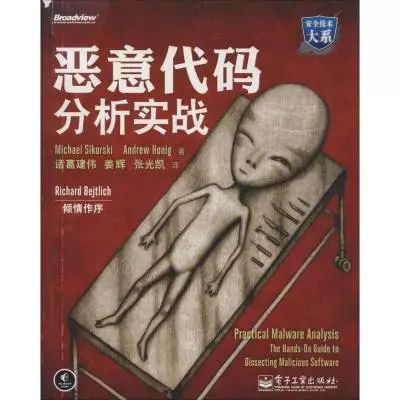 Broadview
安全技术
大系
恶意代码
分析实战
Michael Sikorski Andrew Honig 著
诸葛建伟 姜辉 张光凯 译
Richard Bejtlich
倾情作序
Practical Malware Analysis
The Hands-On Guide to
Dissecting Malicious Software
电子工业出版社